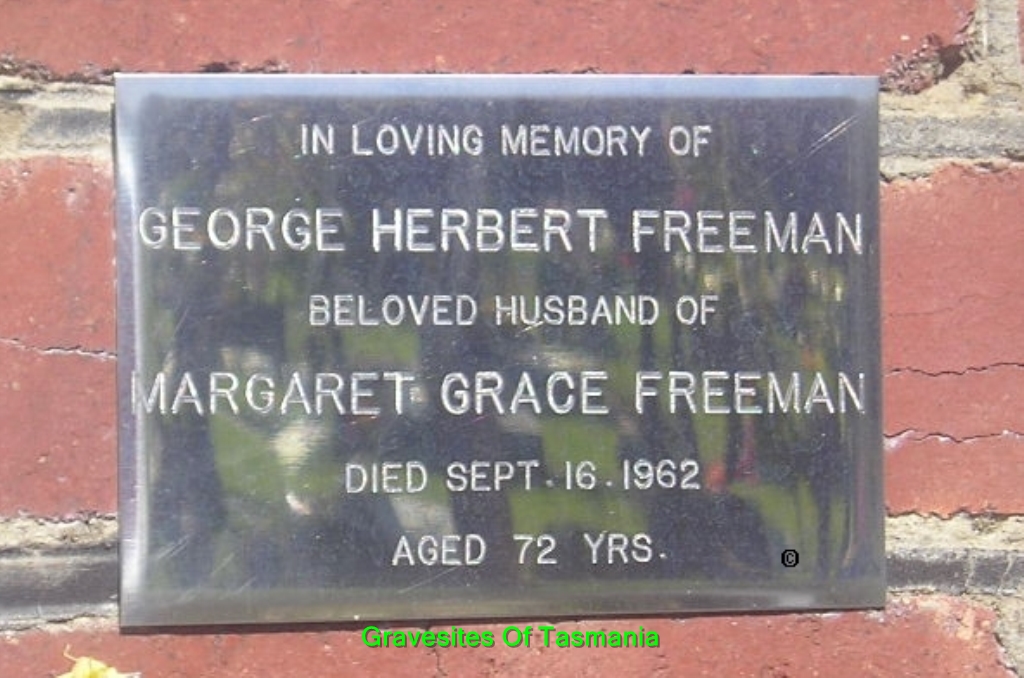 IN LOVING MEMORY OF
GEORGE HERBERT FREEMAN
BELOVED HUSBAND OF
MARGARET GRACE FREEMAN
DIED SEPT. 16. 1962
AGED 72 YRS.
©
Gravesites Of Tasmania